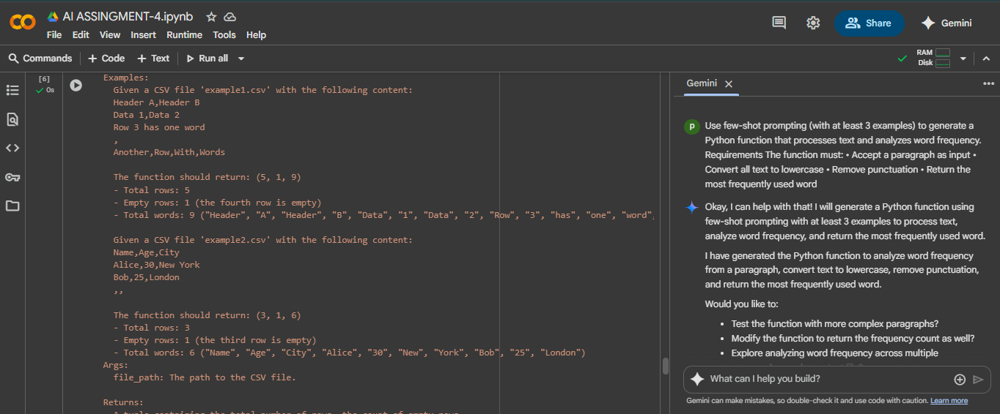 AI ASSINGMENT-4.ipynb
File Edit View Insert Runtime Tools Help
Share
Gemini
Commands + Code + Text Run all
RAM
Disk
[6]
0s
Examples:
Given a CSV file 'example1.csv' with the following content:
Header A,Header B
Data 1,Data 2
Row 3 has one word
,
Another,Row,With,Words
The function should return: (5, 1, 9)
- Total rows: 5
- Empty rows: 1 (the fourth row is empty)
- Total words: 9 ("Header", "A", "Header", "B", "Data", "1", "Data", "2", "Row", "3", "has", "one", "word",
Given a CSV file 'example2.csv' with the following content:
Name,Age,City
Alice,30,New York
Bob,25,London
,,
The function should return: (3, 1, 6)
- Total rows: 3
- Empty rows: 1 (the third row is empty)
- Total words: 6 ("Name", "Age", "City", "Alice", "30", "New", "York", "Bob", "25", "London")
Args:
file_path: The path to the CSV file.
Returns:
A tuple containing the total number of rows, the count of empty rows
Gemini
P
Use few-shot prompting (with at least 3 examples) to generate a
Python function that processes text and analyzes word frequency.
Requirements The function must: • Accept a paragraph as input •
Convert all text to lowercase • Remove punctuation • Return the
most frequently used word
Okay, I can help with that! I will generate a Python function using
few-shot prompting with at least 3 examples to process text,
analyze word frequency, and return the most frequently used word.
I have generated the Python function to analyze word frequency
from a paragraph, convert text to lowercase, remove punctuation,
and return the most frequently used word.
Would you like to:
• Test the function with more complex paragraphs?
• Modify the function to return the frequency count as well?
• Explore analyzing word frequency across multiple
What can I help you build?
Gemini can make mistakes, so double-check it and use code with caution. Learn more